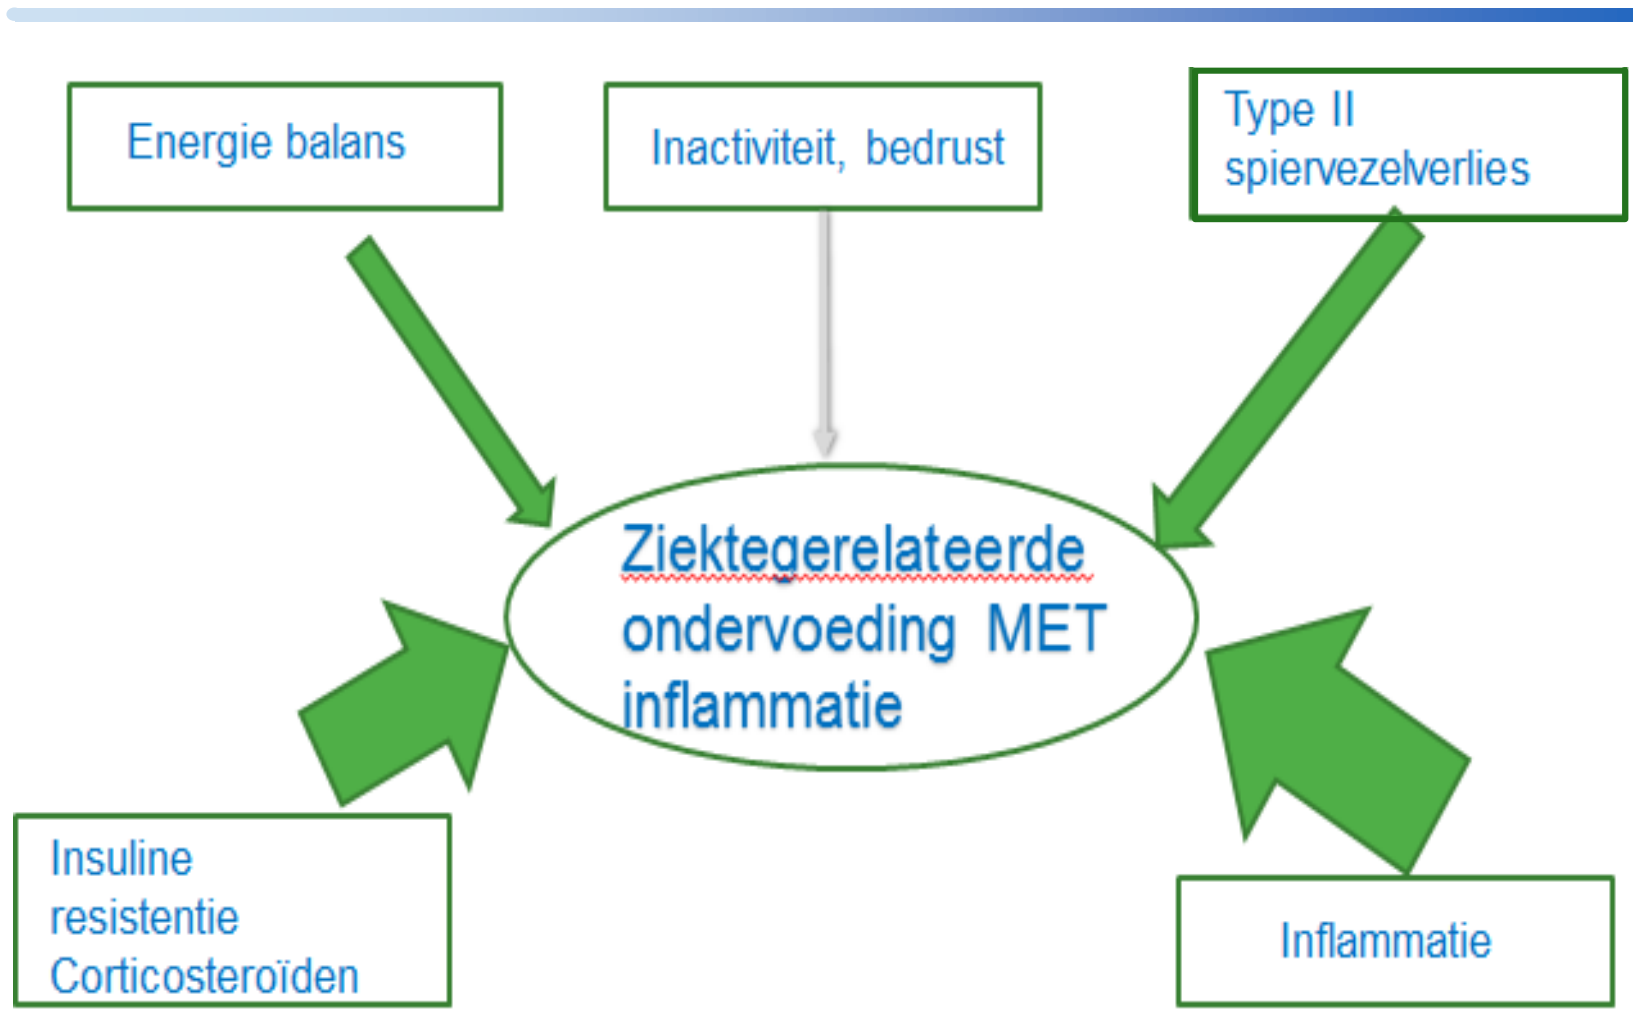 Energie balans
Inactiviteit, bedrust
Type II
spiervezelverlies
Ziektegerelateerde
ondervoeding MET
inflammatie
Insuline
resistentie
Corticosteroïden
Inflammatie